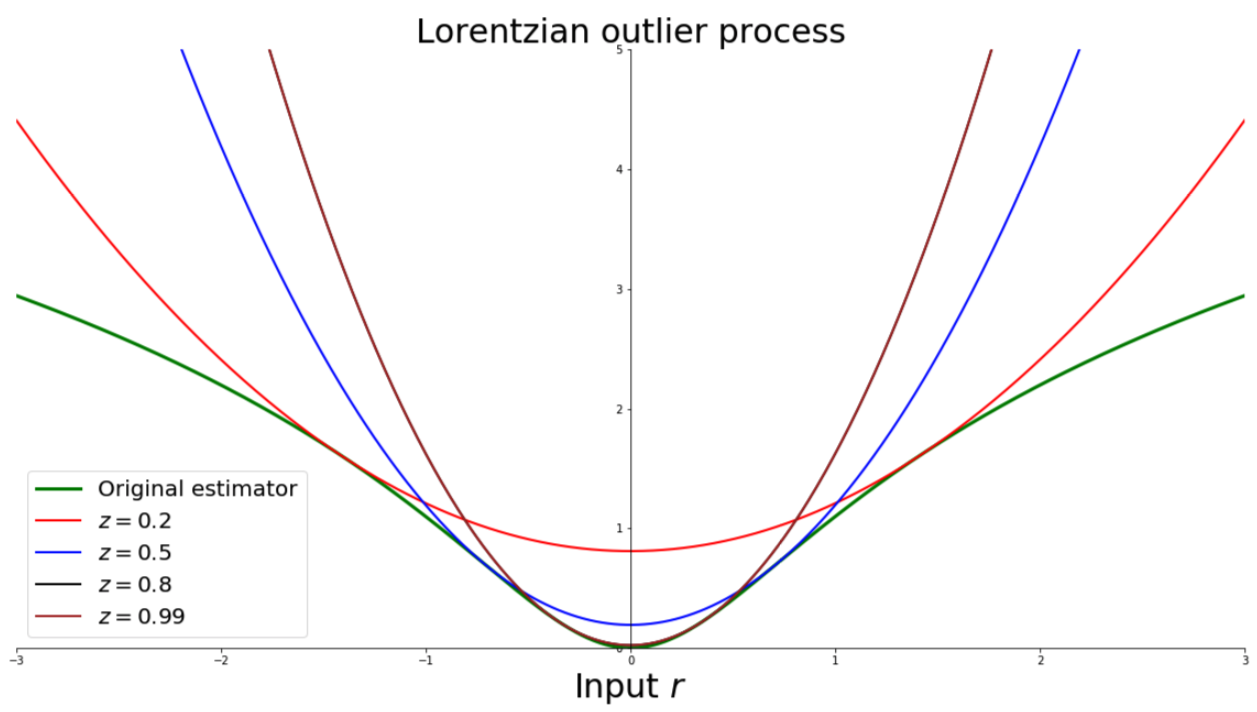 Lorentzian outlier process
5
4
3
2
1
0
−3 −2 −1 0 1 2 3
Input r
Original estimator
z = 0.2
z = 0.5
z = 0.8
z = 0.99